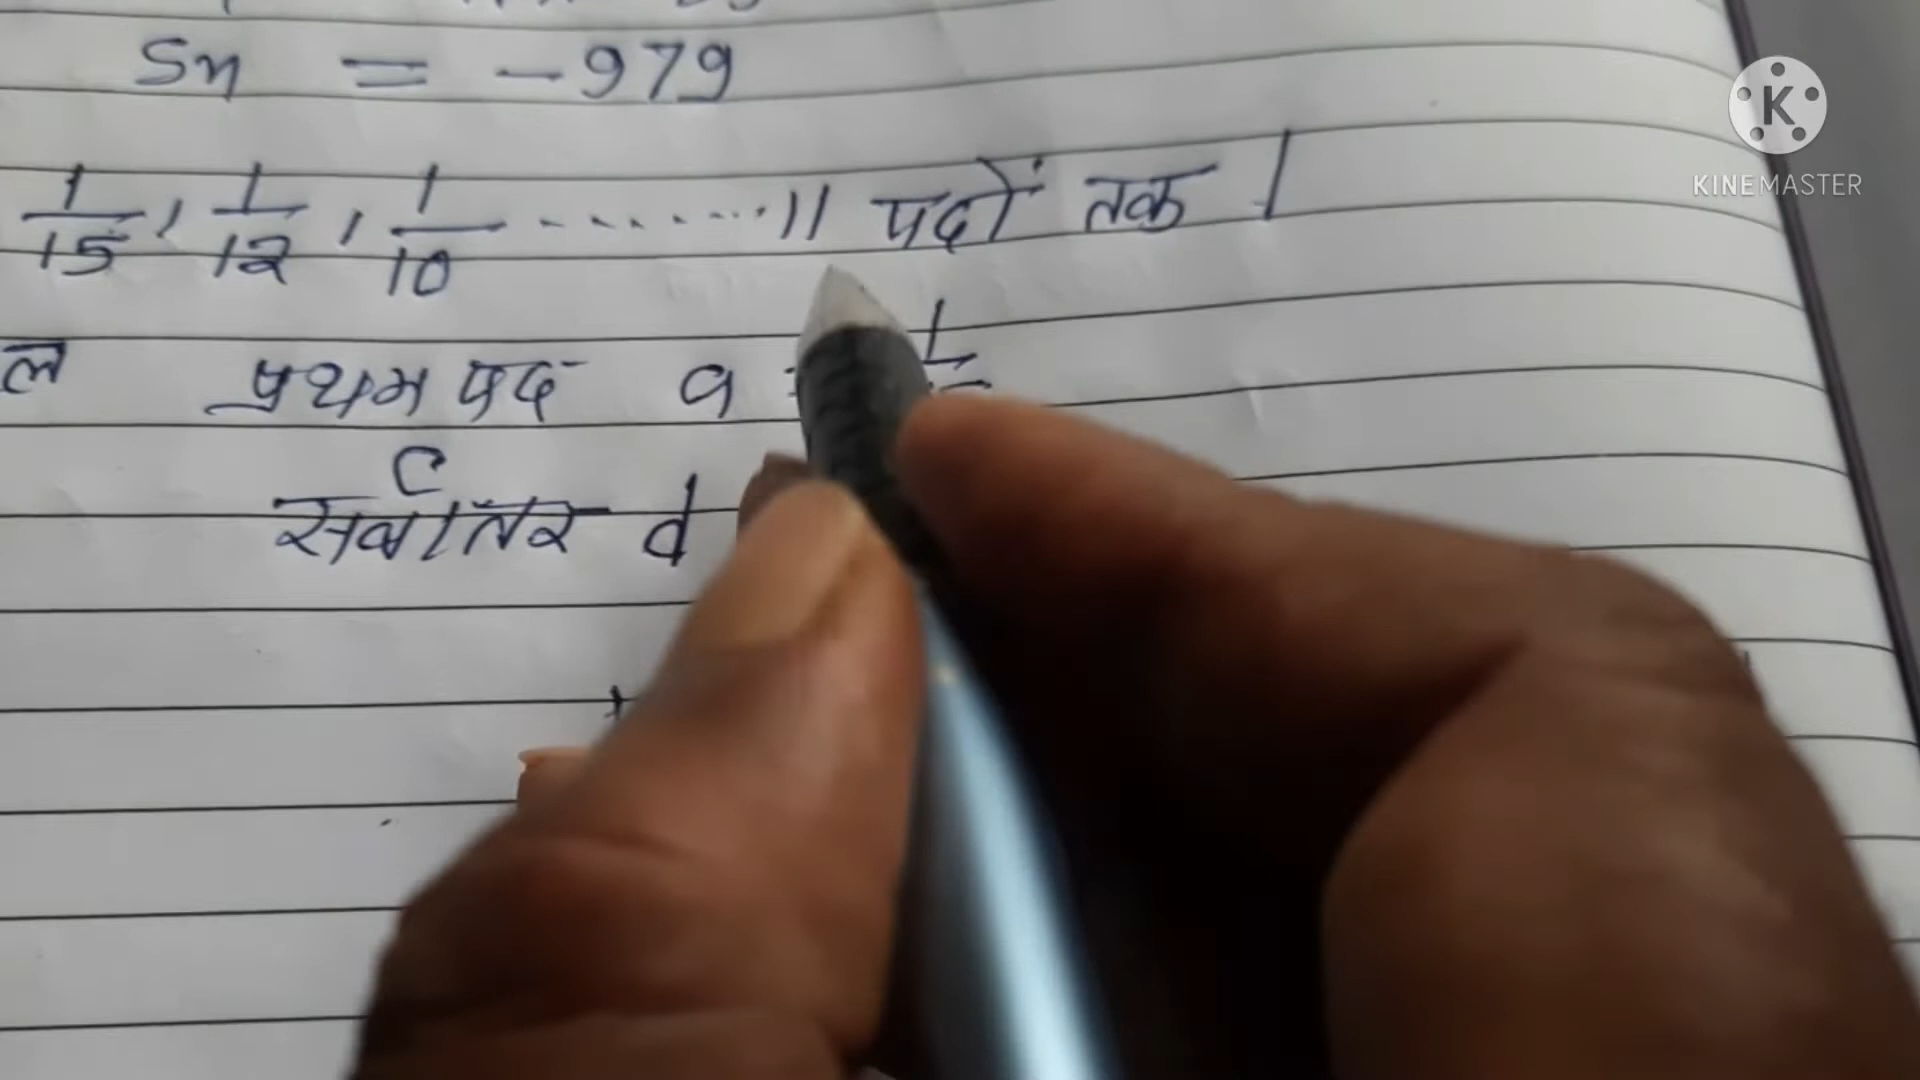 Sn = -979
1/15, 1/12, 1/10 ........ 11 पदों तक |
ल प्रथम पद a
सर्वान्तर d
K
KINEMASTER